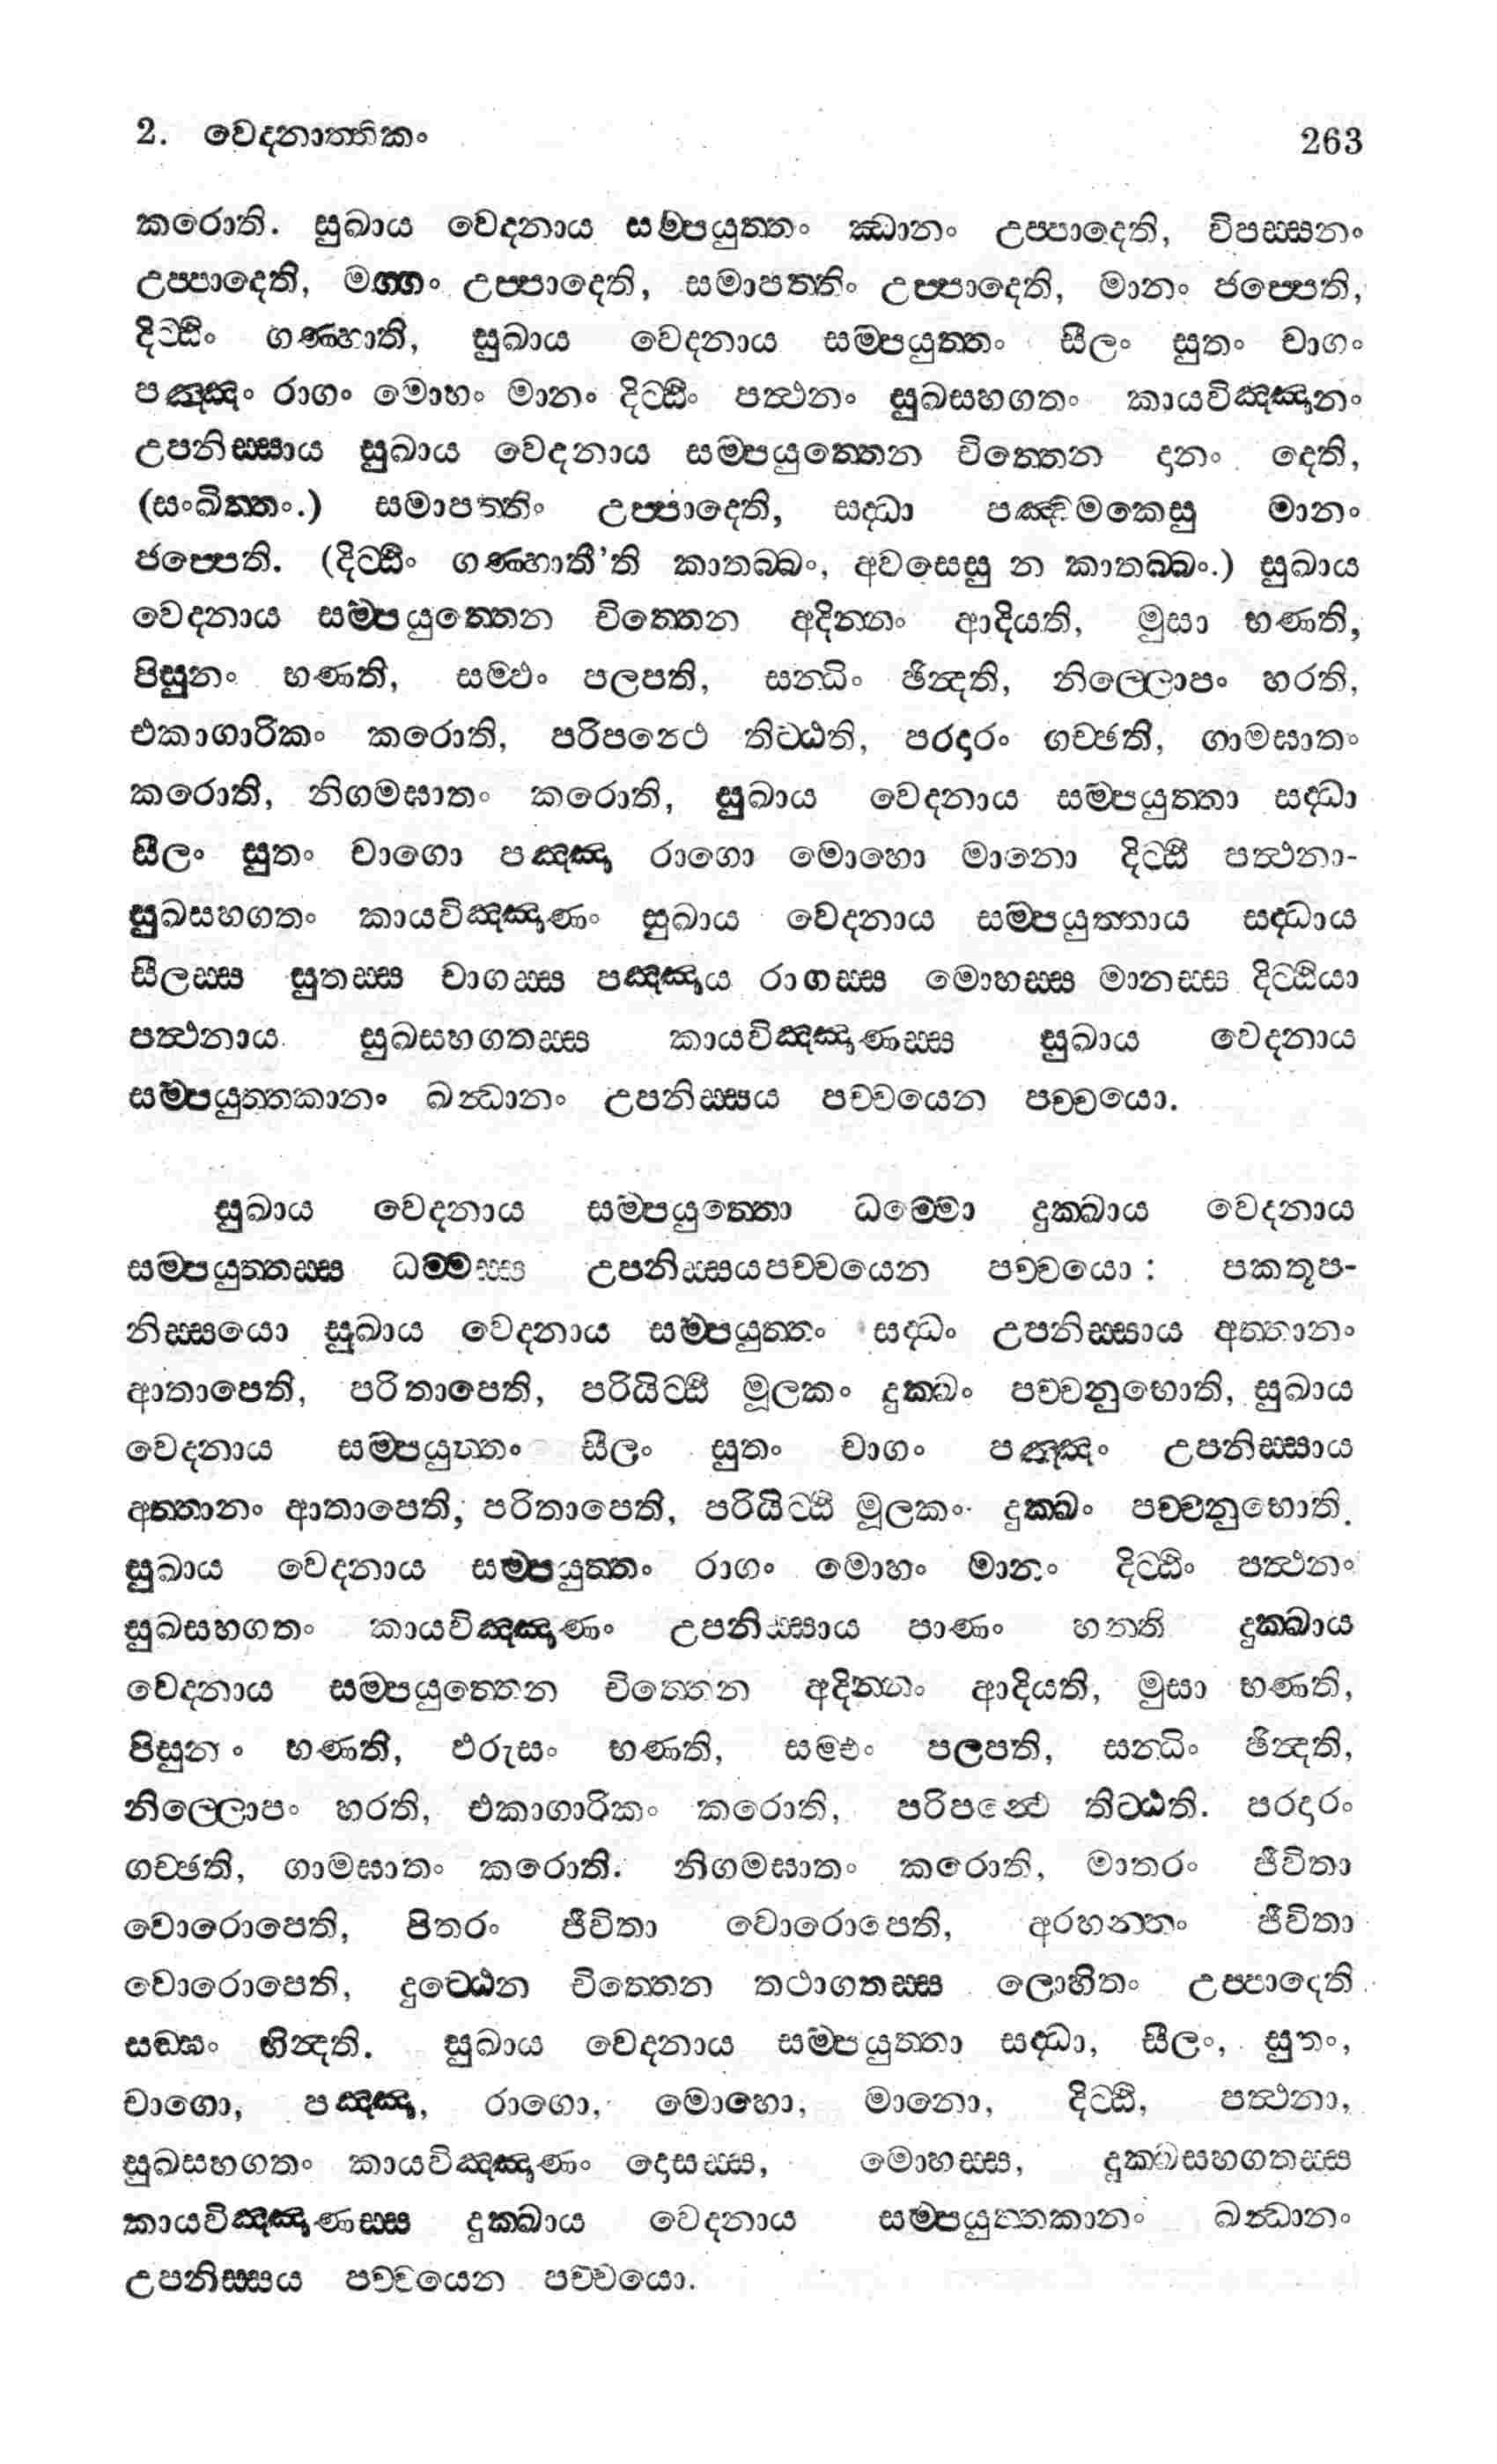 2. වෙදනාත්තිකං 263
කරොති. සුඛාය වෙදනාය සම්පයුත්තං ඣානං උප්පාදෙති, විපස්සනං
උප්පාදෙති, මග්ගං උප්පාදෙති, සමාපත්තිං උප්පාදෙති, මානං ජප්පෙති,
දිට්ඨිං ගණ්හාති, සුඛාය වෙදනාය සම්පයුත්තං සීලං සුතං චාගං
පඤ්ඤං රාගං මොහං මානං දිට්ඨිං පත්ථනං සුඛසහගතං කායවිඤ්ඤානං
උපනිස්සාය සුඛාය වෙදනාය සම්පයුත්තෙන චිත්තෙන දානං දෙති,
(සංඛිත්තං.) සමාපත්තිං උප්පාදෙති, සද්ධා පඤ්චමකෙසු මානං
ජප්පෙති. (දිට්ඨිං ගණ්හාතී’ති කාතබ්බං, අවසෙසු න කාතබ්බං.) සුඛාය
වෙදනාය සම්පයුත්තෙන චිත්තෙන අදින්නං ආදියති, මුසා භණති,
පිසුනං භණති, සම්ඵං පලපති, සන්ධිං ඡින්දති, නිල්ලොපං හරති,
එකාගාරිකං කරොති, පරිපන්ථෙ තිට්ඨති, පරදාරං ගච්ඡති, ගාමඝාතං
කරොති, නිගමඝාතං කරොති, සුඛාය වෙදනාය සම්පයුත්තා සද්ධා
සීලං සුතං චාගො පඤ්ඤා රාගො මොහො මානො දිට්ඨි පත්ථනා-
සුඛසහගතං කායවිඤ්ඤාණං සුඛාය වෙදනාය සම්පයුත්තාය සද්ධාය
සීලස්ස සුතස්ස චාගස්ස පඤ්ඤාය රාගස්ස මොහස්ස මානස්ස දිට්ඨියා
පත්ථනාය සුඛසහගතස්ස කායවිඤ්ඤාණස්ස සුඛාය වෙදනාය
සම්පයුත්තකානං ඛන්ධානං උපනිස්සය පච්චයෙන පච්චයො.
සුඛාය වෙදනාය සම්පයුත්තො ධම්මො දුක්ඛාය වෙදනාය
සම්පයුත්තස්ස ධම්මස්ස උපනිස්සයපච්චයෙන පච්චයො: පකතූප-
නිස්සයො සුඛාය වෙදනාය සම්පයුත්තං සද්ධං උපනිස්සාය අත්තානං
ආතාපෙති, පරිතාපෙති, පරියිට්ඨි මූලකං දුක්ඛං පච්චනුභොති, සුඛාය
වෙදනාය සම්පයුත්තං සීලං සුතං චාගං පඤ්ඤං උපනිස්සාය
අත්තානං ආතාපෙති, පරිතාපෙති, පරියිට්ඨි මූලකං දුක්ඛං පච්චනුභොති.
සුඛාය වෙදනාය සම්පයුත්තං රාගං මොහං මානං දිට්ඨිං පත්ථනං
සුඛසහගතං කායවිඤ්ඤාණං උපනිස්සාය පාණං හනති දුක්ඛාය
වෙදනාය සම්පයුත්තෙන චිත්තෙන අදින්නං ආදියති, මුසා භණති,
පිසුනං භණති, ඵරුසං භණති, සම්ඵං පලපති, සන්ධිං ඡින්දති,
නිල්ලොපං හරති, එකාගාරිකං කරොති, පරිපන්ථෙ තිට්ඨති. පරදාරං
ගච්ඡති, ගාමඝාතං කරොති. නිගමඝාතං කරොති, මාතරං ජීවිතා
වොරොපෙති, පිතරං ජීවිතා වොරොපෙති, අරහන්තං ජීවිතා
වොරොපෙති, දුට්ඨෙන චිත්තෙන තථාගතස්ස ලොහිතං උප්පාදෙති.
සඞ්ඝං භින්දති. සුඛාය වෙදනාය සම්පයුත්තා සද්ධා, සීලං, සුතං,
චාගො, පඤ්ඤා, රාගො, මොහො, මානො, දිට්ඨි, පත්ථනා,
සුඛසහගතං කායවිඤ්ඤාණං දොසස්ස, මොහස්ස, දුක්ඛසහගතස්ස
කායවිඤ්ඤාණස්ස දුක්ඛාය වෙදනාය සම්පයුත්තකානං ඛන්ධානං
උපනිස්සය පච්චයෙන පච්චයො.